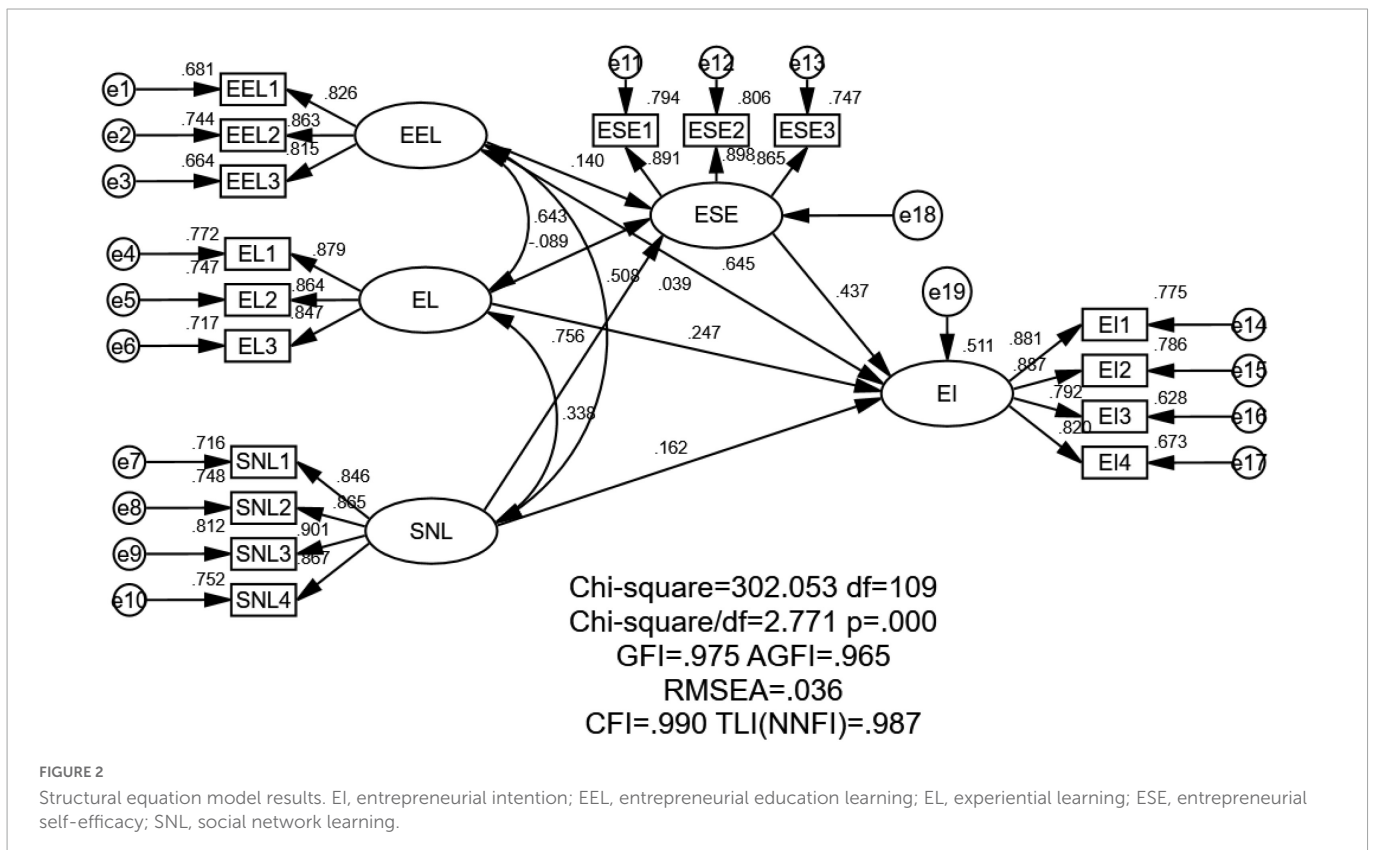 e11 e12 e13
.681 .794 .806 .747
e1 EEL1 .826
.744 .863 EEL ESE1 ESE2 ESE3
e2 EEL2 .815
.664 .140 .891 .898 .865
e3 EEL3
.643 ESE e18
.772 -.089
e4 EL1 .879 .645
.747 .508 .039 .437 e19
e5 EL2 .864 EL .775
.847 .756 .247 .511 .881 EI1 e14
.717 .887 .786
e6 EL3 EI2 e15
EI .792 .628
.338 EI3 e16
.716 .162 .820 .673
e7 SNL1 .846 EI4 e17
.748 .865
e8 SNL2
.812 .901 SNL
e9 SNL3 .867
.752
e10 SNL4
Chi-square=302.053 df=109
Chi-square/df=2.771 p=.000
GFI=.975 AGFI=.965
RMSEA=.036
CFI=.990 TLI(NNFI)=.987
FIGURE 2
Structural equation model results. EI, entrepreneurial intention; EEL, entrepreneurial education learning; EL, experiential learning; ESE, entrepreneurial
self-efficacy; SNL, social network learning.